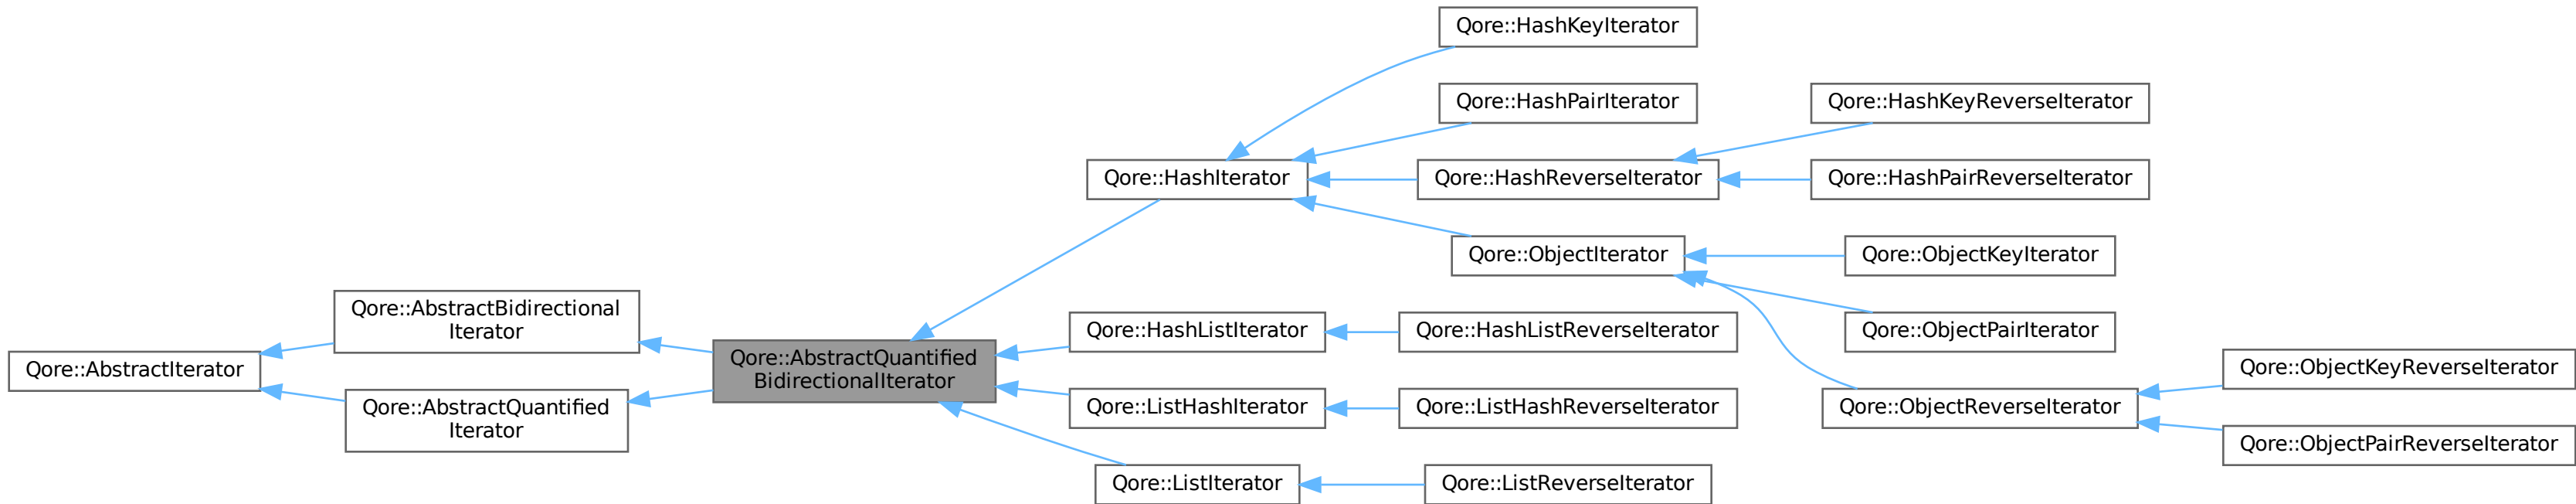 Qore::AbstractIterator
Qore::AbstractBidirectional
Iterator
Qore::AbstractQuantified
Iterator
Qore::AbstractQuantified
BidirectionalIterator
Qore::HashIterator
Qore::HashListIterator
Qore::ListHashIterator
Qore::ListIterator
Qore::HashKeyIterator
Qore::HashPairIterator
Qore::HashReverseIterator
Qore::ObjectIterator
Qore::HashListReverseIterator
Qore::ListHashReverseIterator
Qore::ListReverseIterator
Qore::HashKeyReverseIterator
Qore::HashPairReverseIterator
Qore::ObjectKeyIterator
Qore::ObjectPairIterator
Qore::ObjectReverseIterator
Qore::ObjectKeyReverseIterator
Qore::ObjectPairReverseIterator